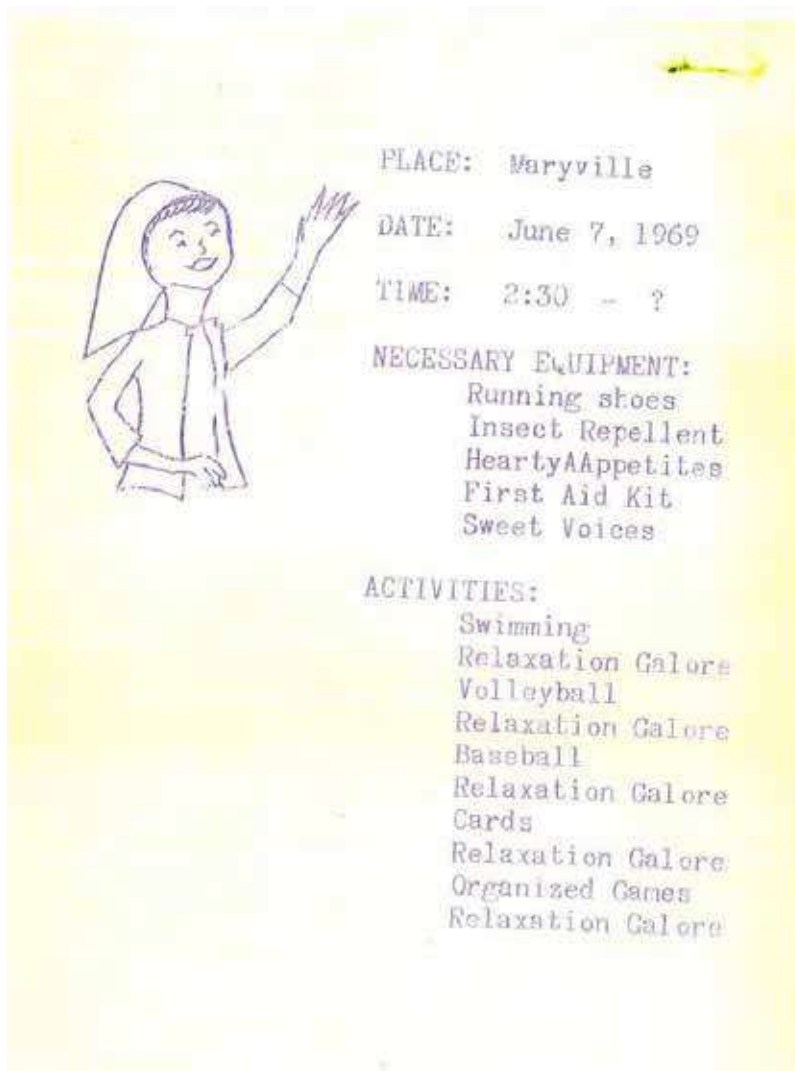 PLACE: Maryville
DATE: June 7, 1969
TIME: 2:30 - ?
NECESSARY EQUIPMENT:
Running shoes
Insect Repellent
HeartyAAppetites
First Aid Kit
Sweet Voices
ACTIVITIES:
Swimming
Relaxation Galore
Volleyball
Relaxation Galore
Baseball
Relaxation Galore
Cards
Relaxation Galore
Organized Games
Relaxation Galore